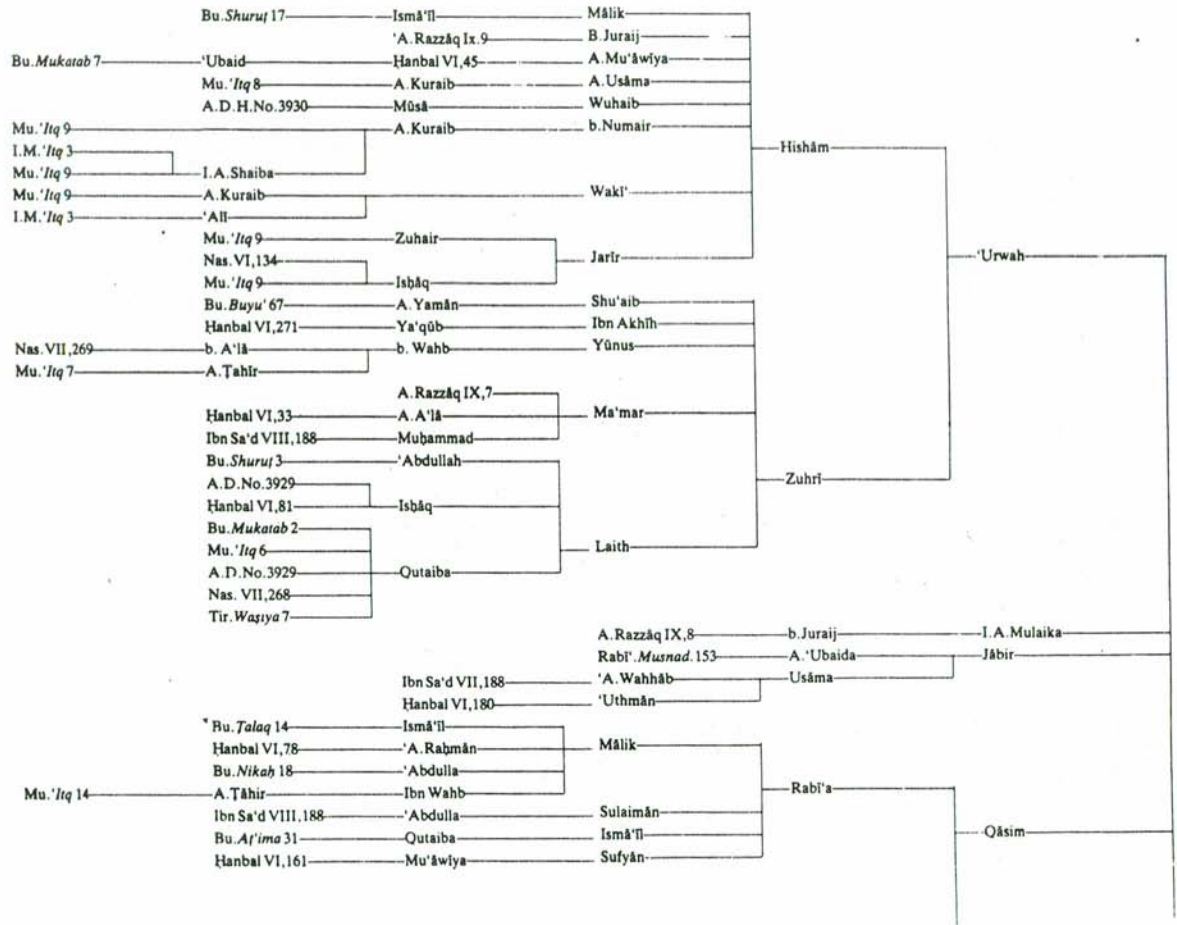 Bu.Shuruṭ 17 Ismā'īl Mālik
'A.Razzāq Ix.9 B.Juraij
Bu.Mukatab 7 'Ubaid Ḥanbal VI,45 A.Mu'āwīya
Mu.'Itq 8 A.Kuraib A.Usāma
A.D.H.No.3930 Mūsā Wuhaib
Mu.'Itq 9 A.Kuraib b.Numair
Hishām
I.M.'Itq 3
Mu.'Itq 9 I.A.Shaiba
Mu.'Itq 9 A.Kuraib Wakī'
I.M.'Itq 3 'Alī
Mu.'Itq 9 Zuhair
Nas.VI,134 Jarīr 'Urwah
Mu.'Itq 9 Isḥāq
Bu.Buyu' 67 A.Yamān Shu'aib
Ḥanbal VI,271 Ya'qūb Ibn Akhīh
Nas.VII,269 b. A'lā b. Wahb Yūnus
Mu.'Itq 7 A.Ṭahīr
A.Razzāq IX,7
Ḥanbal VI,33 A.A'lā Ma'mar
Ibn Sa'd VIII,188 Muḥammad
Bu.Shuruṭ 3 'Abdullah
Zuhrī
A.D.No.3929
Ḥanbal VI,81 Isḥāq
Bu.Mukatab 2
Laith
Mu.'Itq 6
A.D.No.3929 Qutaiba
Nas. VII,268
Tir.Waṣıya 7
A.Razzāq IX,8 b.Juraij I.A.Mulaika
Rabī'.Musnad.153 A.'Ubaida Jābir
Ibn Sa'd VII,188 'A.Wahhāb Usāma
Ḥanbal VI,180 'Uthmān
Bu.Ṭalaq 14 Ismā'īl
Ḥanbal VI,78 'A.Raḥmān Mālik
Bu.Nikaḥ 18 'Abdulla
Mu.'Itq 14 A.Ṭāhir Ibn Wahb Rabī'a
Ibn Sa'd VIII,188 'Abdulla Sulaimān
Bu.Aṭ'ima 31 Qutaiba Ismā'īl Qāsim
Ḥanbal VI,161 Mu'āwīya Sufyān